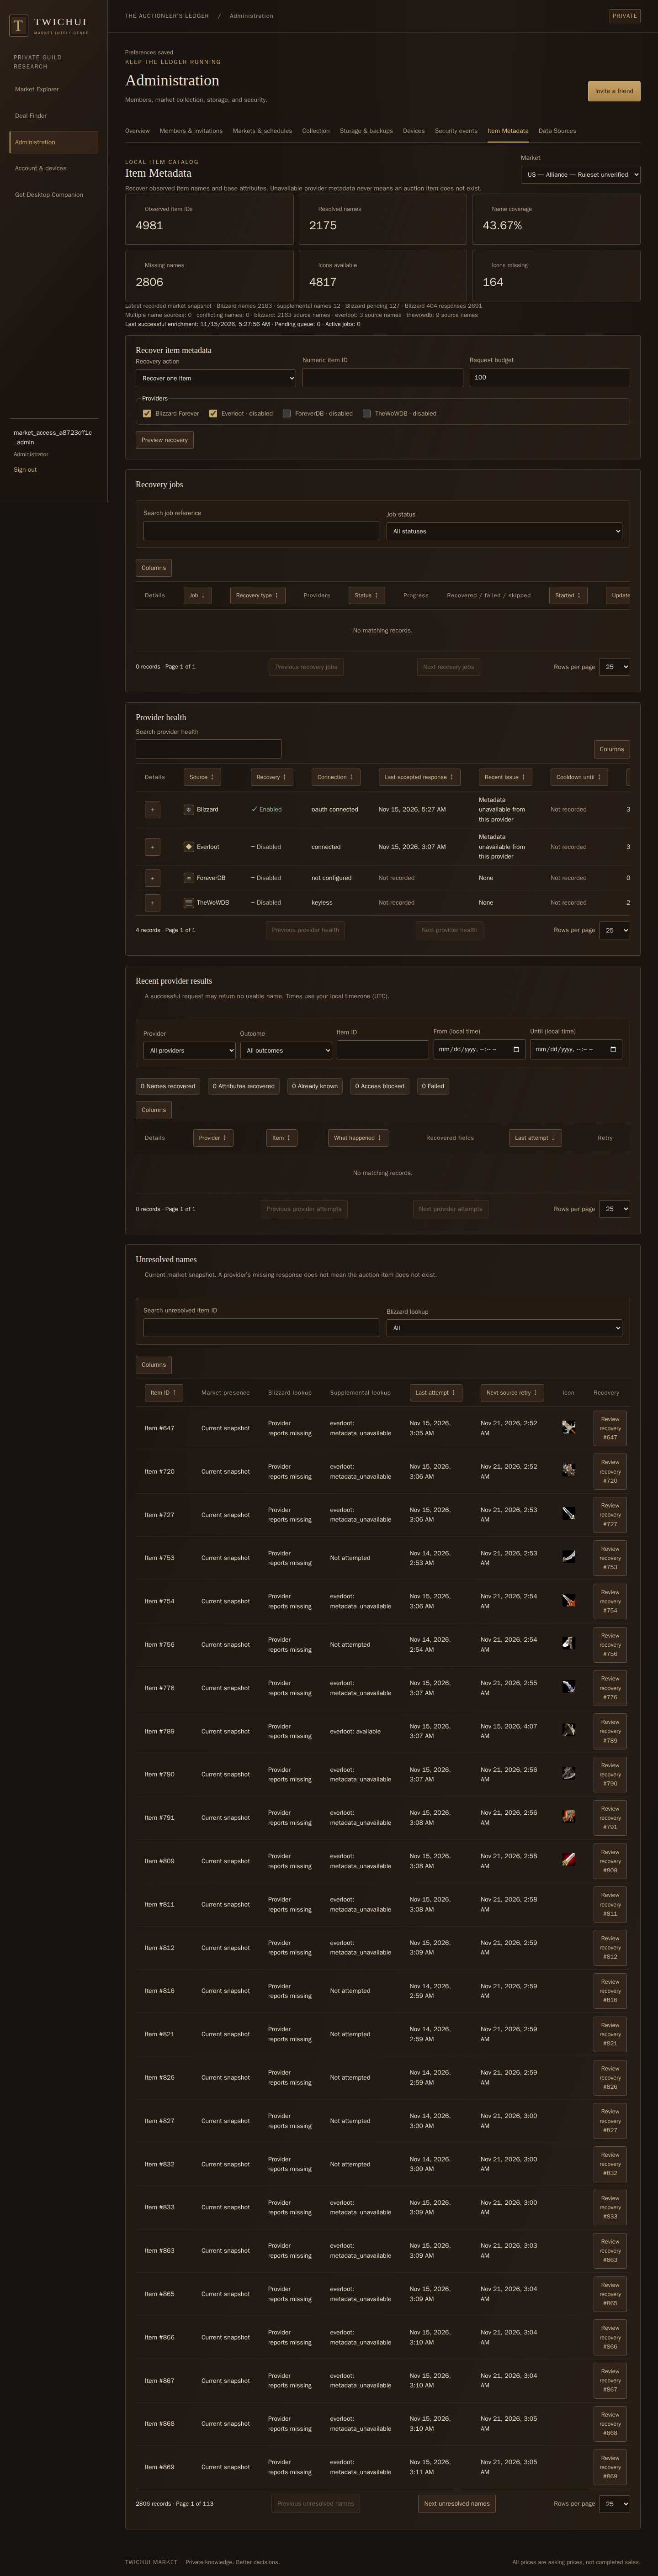 TWICHUI
MARKET INTELLIGENCE
PRIVATE GUILD
RESEARCH
Market Explorer
Deal Finder
Administration
Account & devices
Get Desktop Companion
market_access_a8723cff1c
_admin
Administrator
Sign out
THE AUCTIONEER'S LEDGER / Administration
PRIVATE
Preferences saved
KEEP THE LEDGER RUNNING
Administration
Members, market collection, storage, and security.
Invite a friend
Overview Members & invitations Markets & schedules Collection Storage & backups Devices Security events Item Metadata Data Sources
LOCAL ITEM CATALOG
Item Metadata
Recover observed item names and base attributes. Unavailable provider metadata never means an auction item does not exist.
Market
US — Alliance — Ruleset unverified
Observed item IDs
4981
Resolved names
2175
Name coverage
43.67%
Missing names
2806
Icons available
4817
Icons missing
164
Latest recorded market snapshot · Blizzard names 2163 · supplemental names 12 · Blizzard pending 127 · Blizzard 404 responses 2691
Multiple name sources: 0 · conflicting names: 0 · blizzard: 2163 source names · everloot: 3 source names · thewowdb: 9 source names
Last successful enrichment: 11/15/2026, 5:27:56 AM · Pending queue: 0 · Active jobs: 0
Recover item metadata
Recovery action
Recover one item
Numeric item ID
Request budget
100
Providers
Blizzard Forever Everloot · disabled ForeverDB · disabled TheWoWDB · disabled
Preview recovery
Recovery jobs
Search job reference
Job status
All statuses
Columns
Details Job ↓ Recovery type ↕ Providers Status ↕ Progress Recovered / failed / skipped Started ↕ Update
No matching records.
0 records · Page 1 of 1 Previous recovery jobs Next recovery jobs Rows per page 25
Provider health
Search provider health
Columns
Details Source ↕ Recovery ↕ Connection ↕ Last accepted response ↕ Recent issue ↕ Cooldown until ↕
+ Blizzard ✓ Enabled oauth connected Nov 15, 2026, 5:27 AM Metadata unavailable from this provider Not recorded 3
+ Everloot — Disabled connected Nov 15, 2026, 3:07 AM Metadata unavailable from this provider Not recorded 3
+ ForeverDB — Disabled not configured Not recorded None Not recorded 0
+ TheWoWDB — Disabled keyless Not recorded None Not recorded 2
4 records · Page 1 of 1 Previous provider health Next provider health Rows per page 25
Recent provider results
A successful request may return no usable name. Times use your local timezone (UTC).
Provider
All providers
Outcome
All outcomes
Item ID
From (local time)
mm/dd/yyyy, --:-- --
Until (local time)
mm/dd/yyyy, --:-- --
0 Names recovered 0 Attributes recovered 0 Already known 0 Access blocked 0 Failed
Columns
Details Provider ↕ Item ↕ What happened ↕ Recovered fields Last attempt ↓ Retry
No matching records.
0 records · Page 1 of 1 Previous provider attempts Next provider attempts Rows per page 25
Unresolved names
Current market snapshot. A provider's missing response does not mean the auction item does not exist.
Search unresolved item ID
Blizzard lookup
All
Columns
Item ID ↑ Market presence Blizzard lookup Supplemental lookup Last attempt ↕ Next source retry ↕ Icon Recovery
Item #647 Current snapshot Provider reports missing everloot: metadata_unavailable Nov 15, 2026, 3:05 AM Nov 21, 2026, 2:52 AM Review recovery #647
Item #720 Current snapshot Provider reports missing everloot: metadata_unavailable Nov 15, 2026, 3:06 AM Nov 21, 2026, 2:52 AM Review recovery #720
Item #727 Current snapshot Provider reports missing everloot: metadata_unavailable Nov 15, 2026, 3:06 AM Nov 21, 2026, 2:53 AM Review recovery #727
Item #753 Current snapshot Provider reports missing Not attempted Nov 14, 2026, 2:53 AM Nov 21, 2026, 2:53 AM Review recovery #753
Item #754 Current snapshot Provider reports missing everloot: metadata_unavailable Nov 15, 2026, 3:06 AM Nov 21, 2026, 2:54 AM Review recovery #754
Item #756 Current snapshot Provider reports missing Not attempted Nov 14, 2026, 2:54 AM Nov 21, 2026, 2:54 AM Review recovery #756
Item #776 Current snapshot Provider reports missing everloot: metadata_unavailable Nov 15, 2026, 3:07 AM Nov 21, 2026, 2:55 AM Review recovery #776
Item #789 Current snapshot Provider reports missing everloot: available Nov 15, 2026, 3:07 AM Nov 15, 2026, 4:07 AM Review recovery #789
Item #790 Current snapshot Provider reports missing everloot: metadata_unavailable Nov 15, 2026, 3:07 AM Nov 21, 2026, 2:56 AM Review recovery #790
Item #791 Current snapshot Provider reports missing everloot: metadata_unavailable Nov 15, 2026, 3:08 AM Nov 21, 2026, 2:56 AM Review recovery #791
Item #809 Current snapshot Provider reports missing everloot: metadata_unavailable Nov 15, 2026, 3:08 AM Nov 21, 2026, 2:58 AM Review recovery #809
Item #811 Current snapshot Provider reports missing everloot: metadata_unavailable Nov 15, 2026, 3:08 AM Nov 21, 2026, 2:58 AM Review recovery #811
Item #812 Current snapshot Provider reports missing everloot: metadata_unavailable Nov 15, 2026, 3:09 AM Nov 21, 2026, 2:59 AM Review recovery #812
Item #816 Current snapshot Provider reports missing Not attempted Nov 14, 2026, 2:59 AM Nov 21, 2026, 2:59 AM Review recovery #816
Item #821 Current snapshot Provider reports missing Not attempted Nov 14, 2026, 2:59 AM Nov 21, 2026, 2:59 AM Review recovery #821
Item #826 Current snapshot Provider reports missing Not attempted Nov 14, 2026, 2:59 AM Nov 21, 2026, 2:59 AM Review recovery #826
Item #827 Current snapshot Provider reports missing Not attempted Nov 14, 2026, 3:00 AM Nov 21, 2026, 3:00 AM Review recovery #827
Item #832 Current snapshot Provider reports missing Not attempted Nov 14, 2026, 3:00 AM Nov 21, 2026, 3:00 AM Review recovery #832
Item #833 Current snapshot Provider reports missing everloot: metadata_unavailable Nov 15, 2026, 3:09 AM Nov 21, 2026, 3:00 AM Review recovery #833
Item #863 Current snapshot Provider reports missing everloot: metadata_unavailable Nov 15, 2026, 3:09 AM Nov 21, 2026, 3:03 AM Review recovery #863
Item #865 Current snapshot Provider reports missing everloot: metadata_unavailable Nov 15, 2026, 3:09 AM Nov 21, 2026, 3:04 AM Review recovery #865
Item #866 Current snapshot Provider reports missing everloot: metadata_unavailable Nov 15, 2026, 3:10 AM Nov 21, 2026, 3:04 AM Review recovery #866
Item #867 Current snapshot Provider reports missing everloot: metadata_unavailable Nov 15, 2026, 3:10 AM Nov 21, 2026, 3:04 AM Review recovery #867
Item #868 Current snapshot Provider reports missing everloot: metadata_unavailable Nov 15, 2026, 3:10 AM Nov 21, 2026, 3:05 AM Review recovery #868
Item #869 Current snapshot Provider reports missing everloot: metadata_unavailable Nov 15, 2026, 3:11 AM Nov 21, 2026, 3:05 AM Review recovery #869
2806 records · Page 1 of 113 Previous unresolved names Next unresolved names Rows per page 25
TWICHUI MARKET Private knowledge. Better decisions. All prices are asking prices, not completed sales.